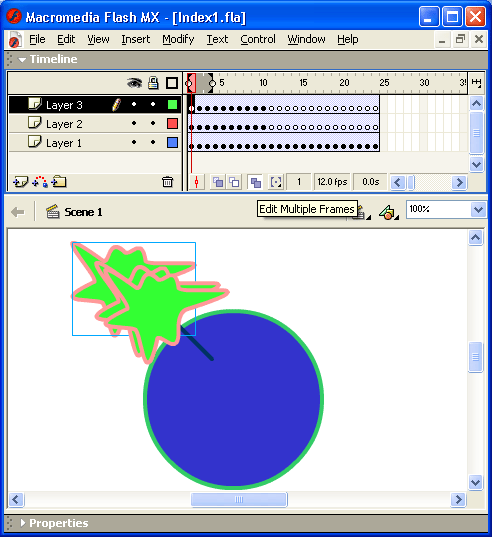 Macromedia Flash MX - [Index1.fla]
File Edit View Insert Modify Text Control Window Help
Timeline
1 5 10 15 20 25 30 35
Layer 3
Layer 2
Layer 1
1 12.0 fps 0.0s
Edit Multiple Frames
Scene 1 100%
Properties